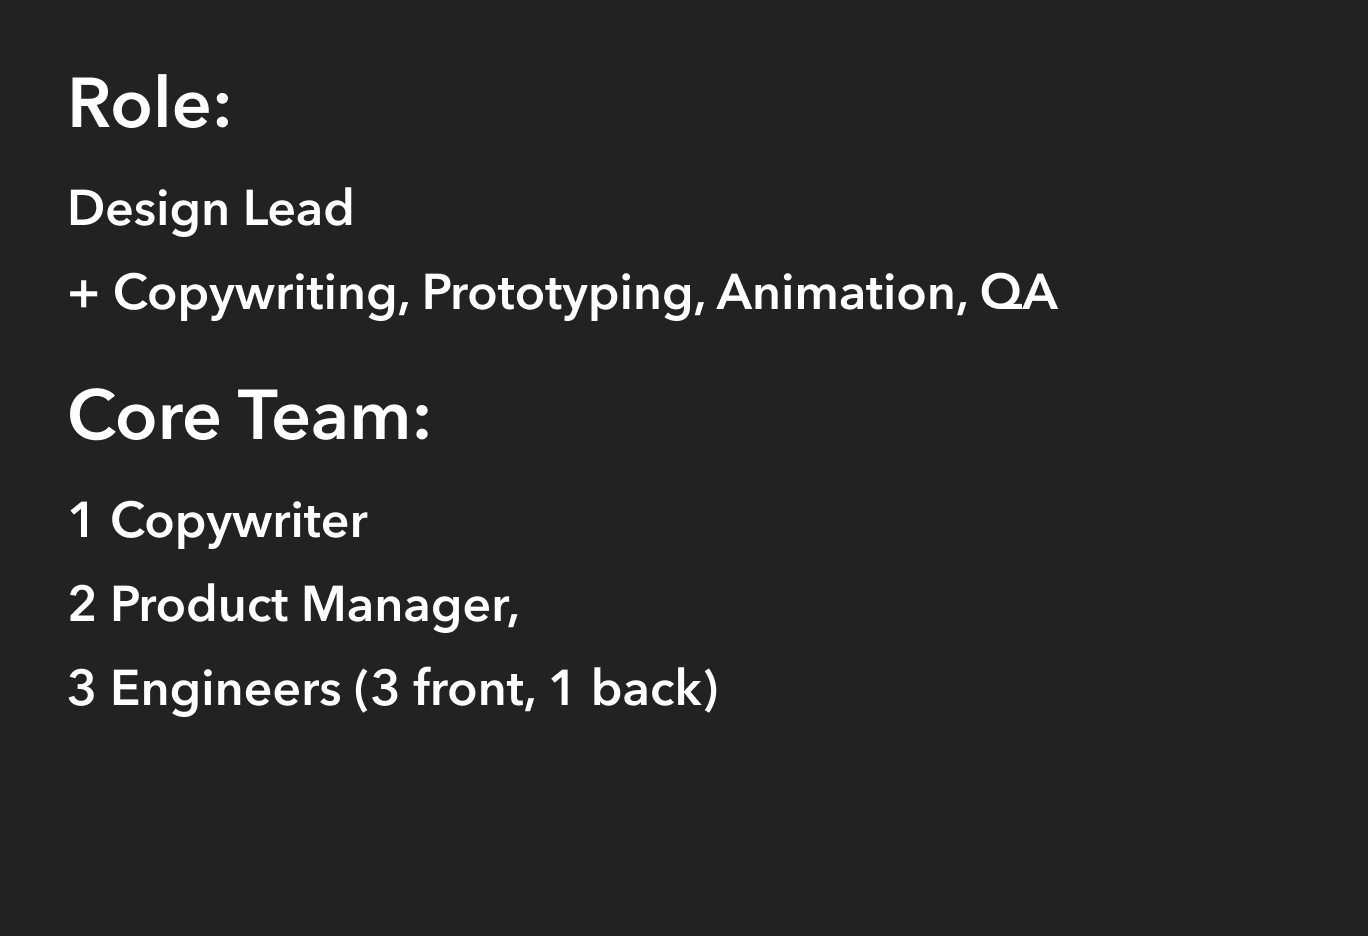 Role:
Design Lead
+ Copywriting, Prototyping, Animation, QA
Core Team:
1 Copywriter
2 Product Manager,
3 Engineers (3 front, 1 back)